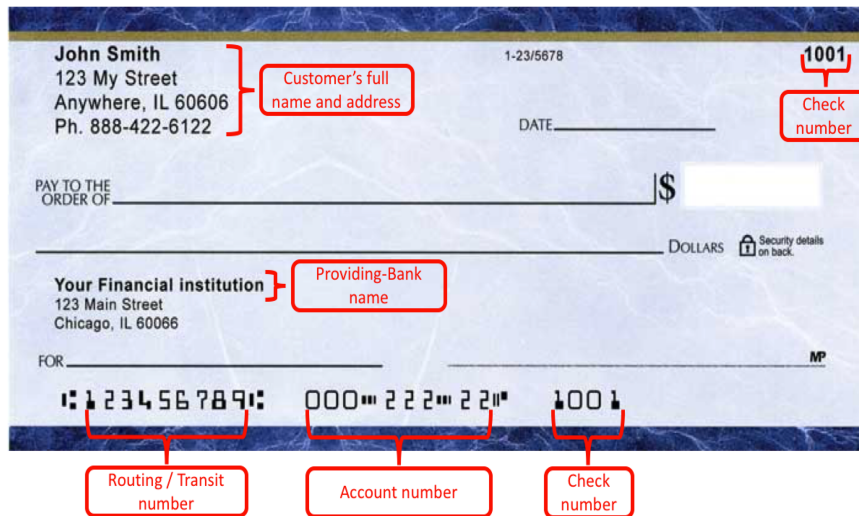 John Smith
123 My Street
Anywhere, IL 60606
Ph. 888-422-6122
Customer's full
name and address
1-23/5678
1001
Check
number
DATE
PAY TO THE
ORDER OF
$
DOLLARS
Security details
on back.
Your Financial institution
123 Main Street
Chicago, IL 60066
Providing-Bank
name
FOR
MP
⑆123456789⑆ 000⑉222⑉22⑈ 1001
Routing / Transit
number
Account number
Check
number